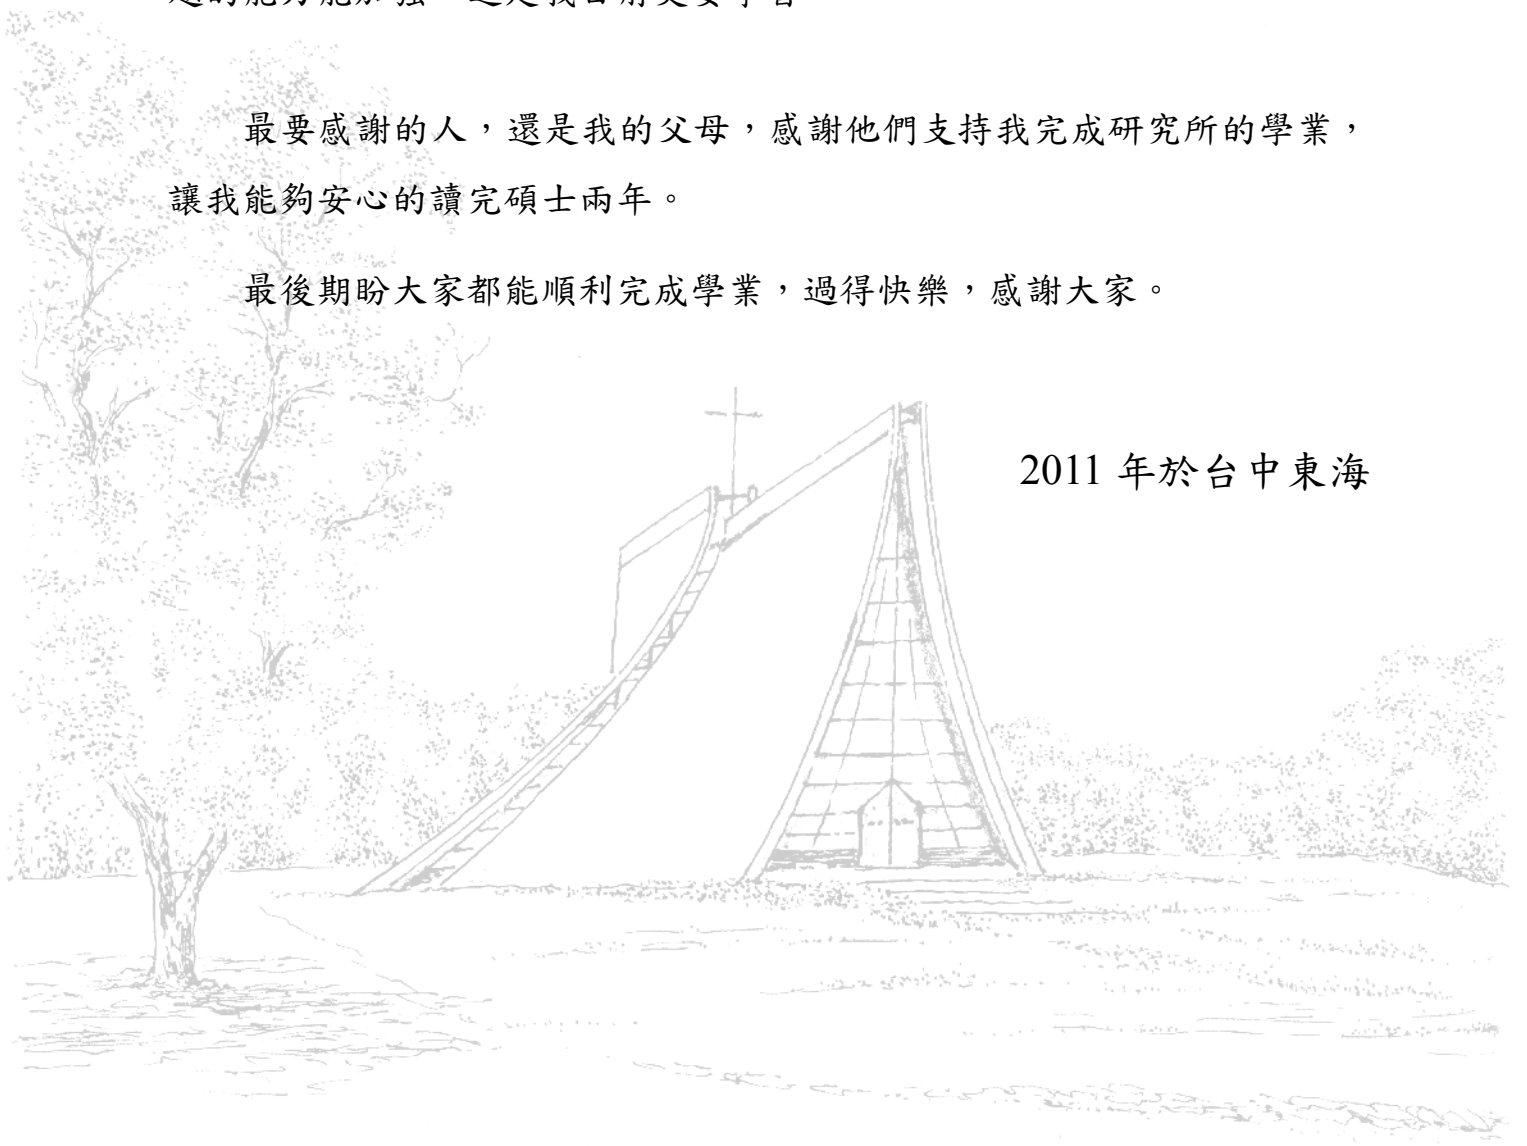 最要感謝的人，還是我的父母，感謝他們支持我完成研究所的學業，
讓我能夠安心的讀完碩士兩年。
最後期盼大家都能順利完成學業，過得快樂，感謝大家。
2011 年於台中東海